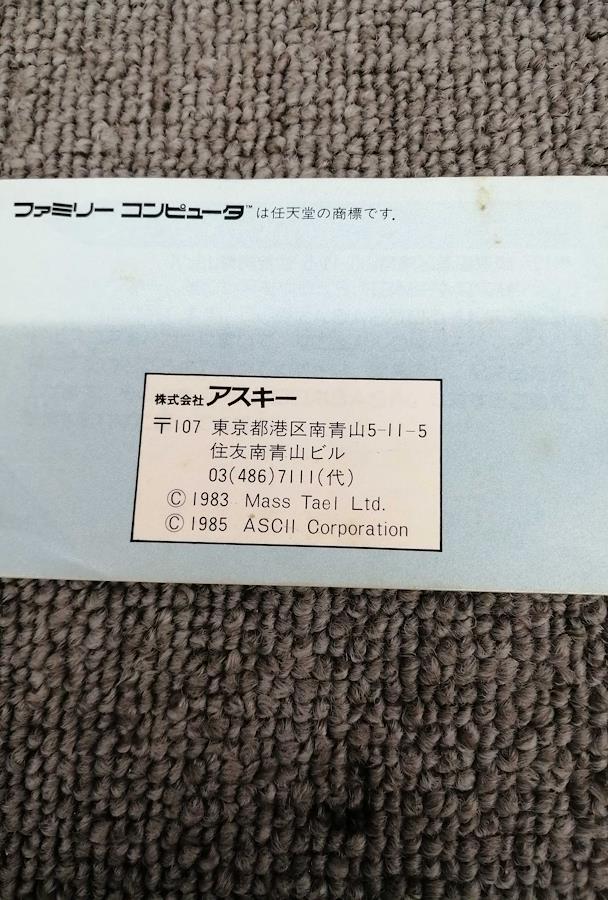 ファミリー コンピュータ™は任天堂の商標です.
株式会社アスキー
〒107 東京都港区南青山5-11-5
住友南青山ビル
03(486)7111(代)
Ⓒ 1983 Mass Tael Ltd.
Ⓒ 1985 ASCII Corporation